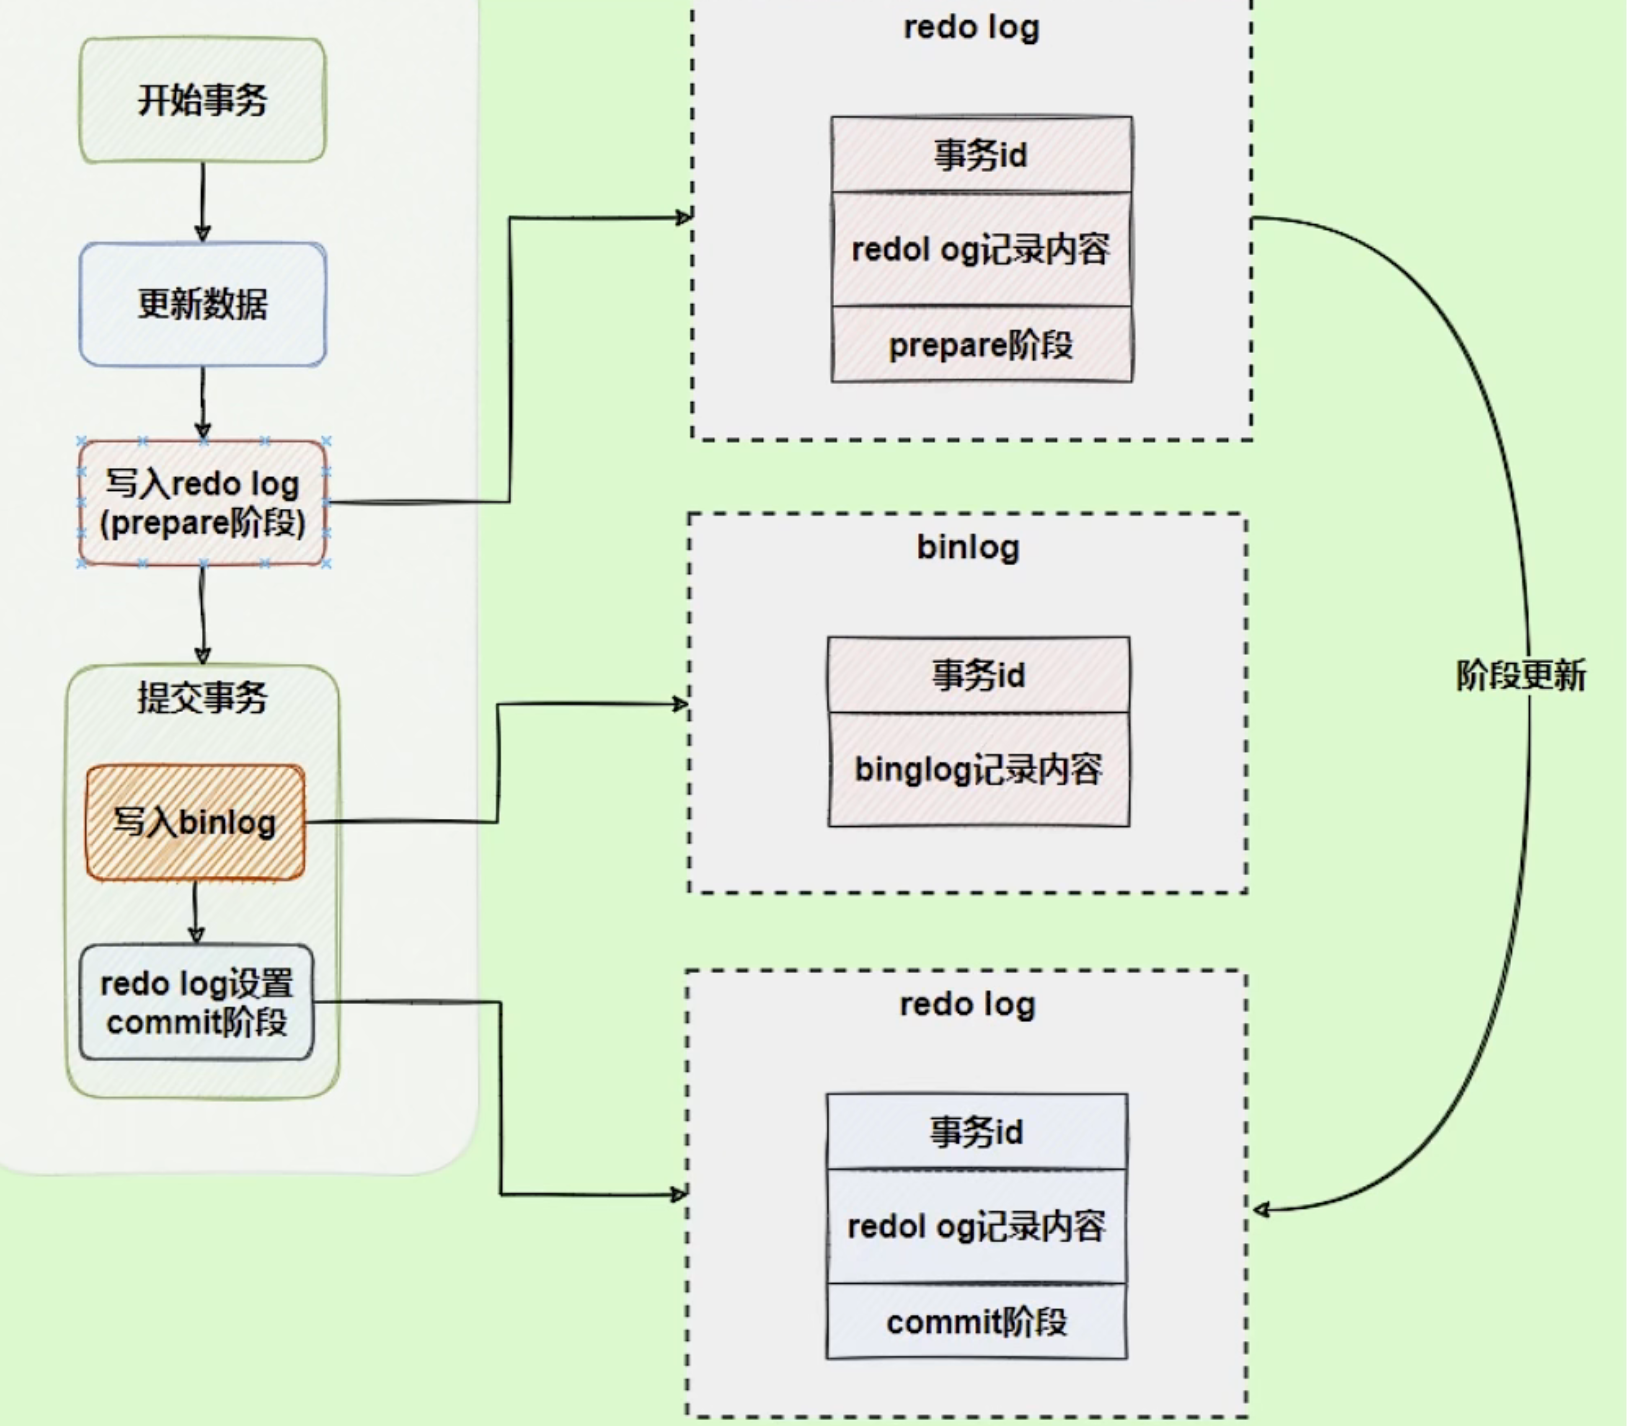 开始事务
更新数据
写入redo log
(prepare阶段)
提交事务
写入binlog
redo log设置
commit阶段
redo log
事务id
redol og记录内容
prepare阶段
binlog
事务id
binglog记录内容
redo log
事务id
redol og记录内容
commit阶段
阶段更新